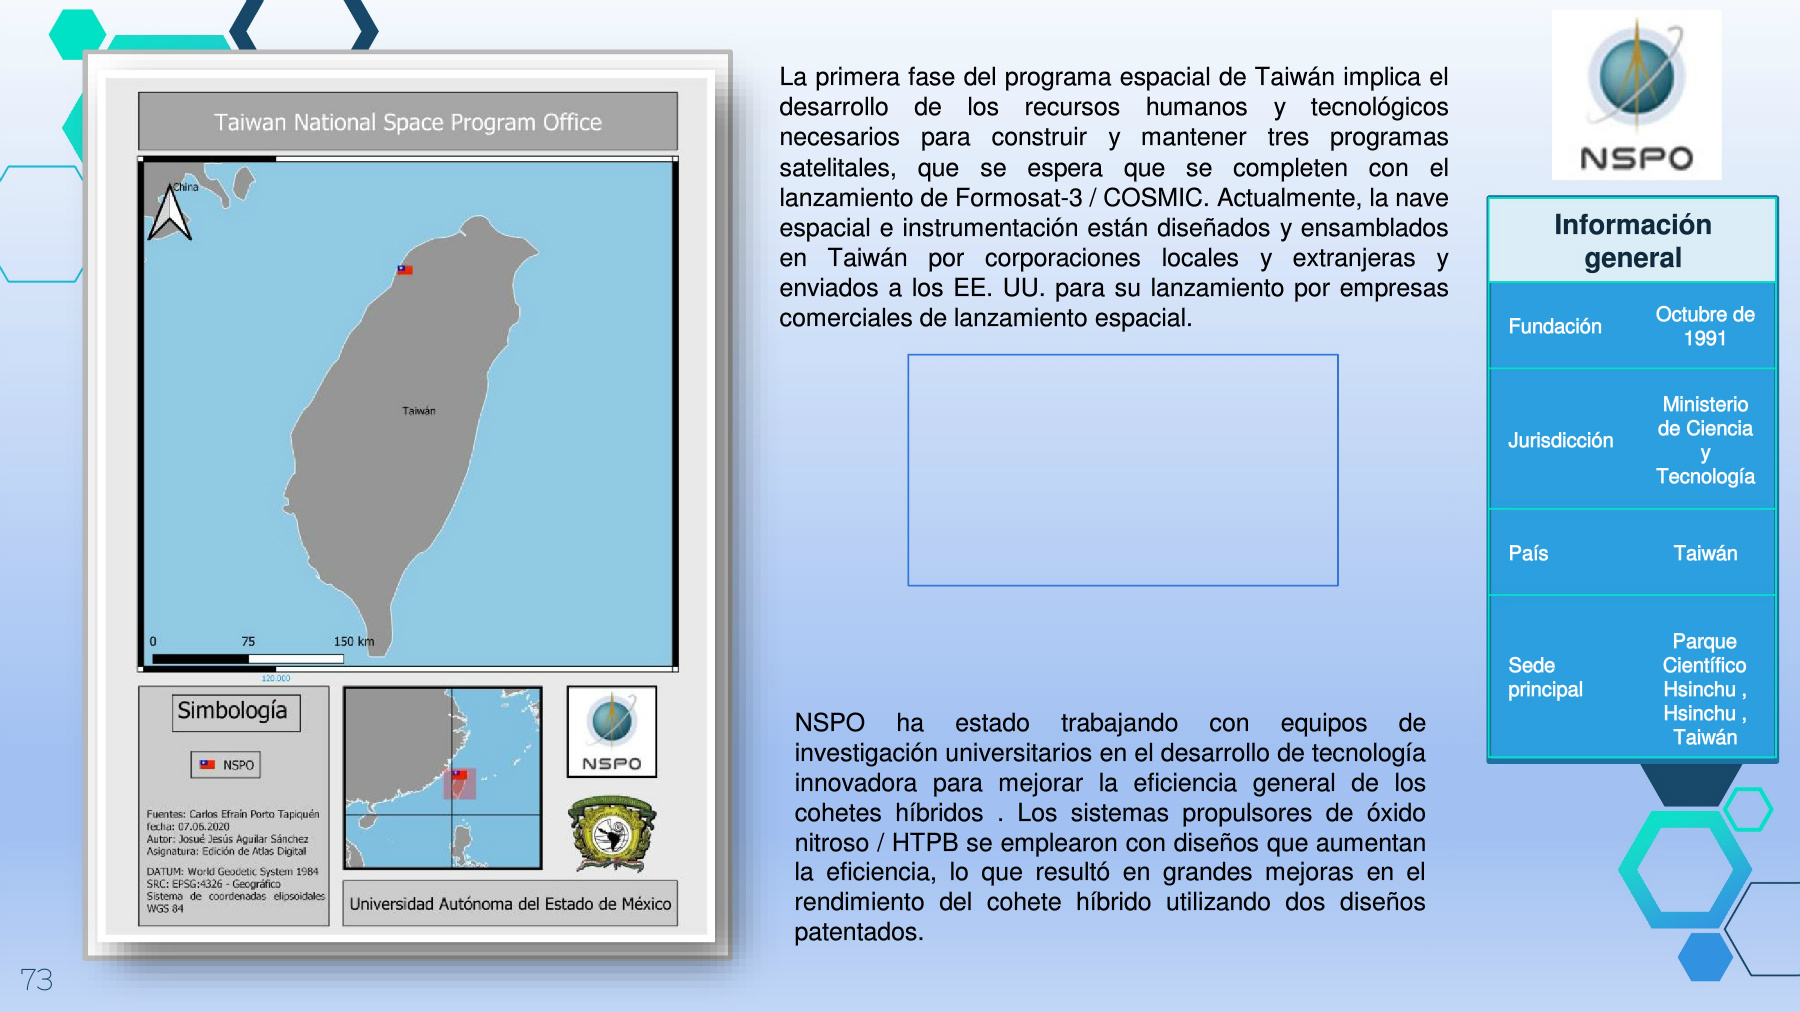 Taiwan National Space Program Office
China
Taiwán
0 75 150 km
120.000
Simbología
NSPO
Fuentes: Carlos Efraín Porto Tapiquén
fecha: 07.06.2020
Autor: Josué Jesús Aguilar Sánchez
Asignatura: Edición de Atlas Digital
DATUM: World Geodetic System 1984
SRC: EPSG:4326 - Geográfico
Sistema de coordenadas elipsoidales
WGS 84
NSPO
Universidad Autónoma del Estado de México
73
La primera fase del programa espacial de Taiwán implica el
desarrollo de los recursos humanos y tecnológicos
necesarios para construir y mantener tres programas
satelitales, que se espera que se completen con el
lanzamiento de Formosat-3 / COSMIC. Actualmente, la nave
espacial e instrumentación están diseñados y ensamblados
en Taiwán por corporaciones locales y extranjeras y
enviados a los EE. UU. para su lanzamiento por empresas
comerciales de lanzamiento espacial.
NSPO ha estado trabajando con equipos de
investigación universitarios en el desarrollo de tecnología
innovadora para mejorar la eficiencia general de los
cohetes híbridos . Los sistemas propulsores de óxido
nitroso / HTPB se emplearon con diseños que aumentan
la eficiencia, lo que resultó en grandes mejoras en el
rendimiento del cohete híbrido utilizando dos diseños
patentados.
NSPO
Información
general
Fundación
Octubre de
1991
Jurisdicción
Ministerio
de Ciencia
y
Tecnología
País
Taiwán
Sede
principal
Parque
Científico
Hsinchu ,
Hsinchu ,
Taiwán